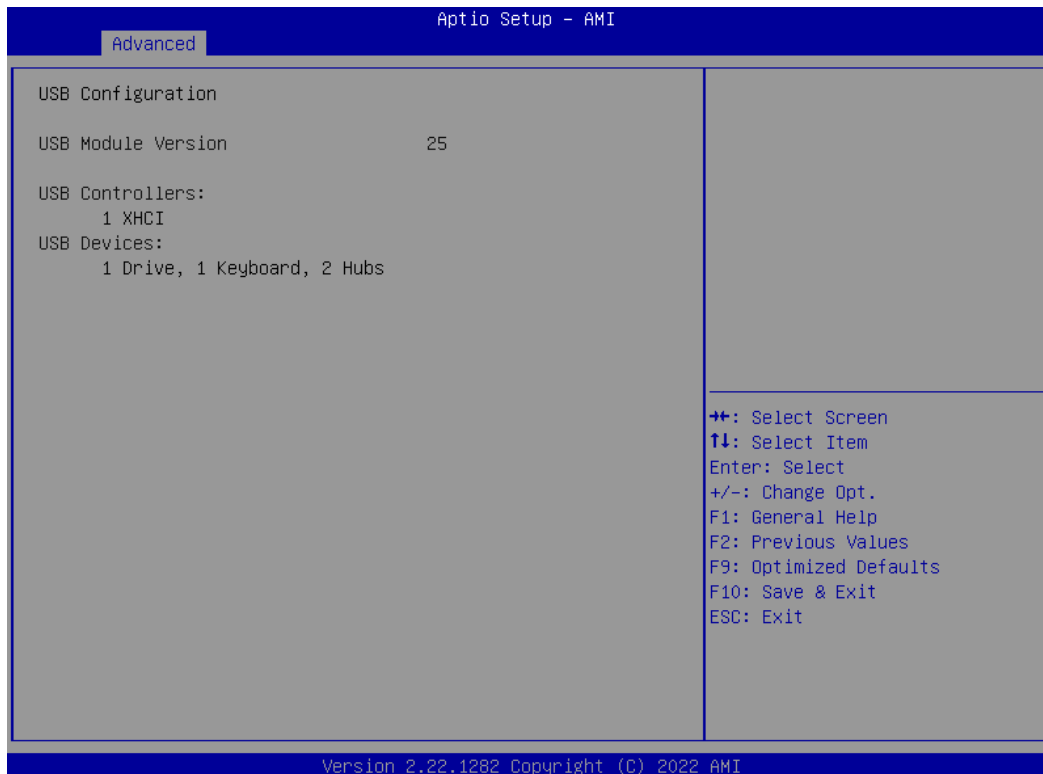 Aptio Setup – AMI
Advanced
USB Configuration
USB Module Version 25
USB Controllers:
1 XHCI
USB Devices:
1 Drive, 1 Keyboard, 2 Hubs
→←: Select Screen
↑↓: Select Item
Enter: Select
+/-: Change Opt.
F1: General Help
F2: Previous Values
F9: Optimized Defaults
F10: Save & Exit
ESC: Exit
Version 2.22.1282 Copyright (C) 2022 AMI